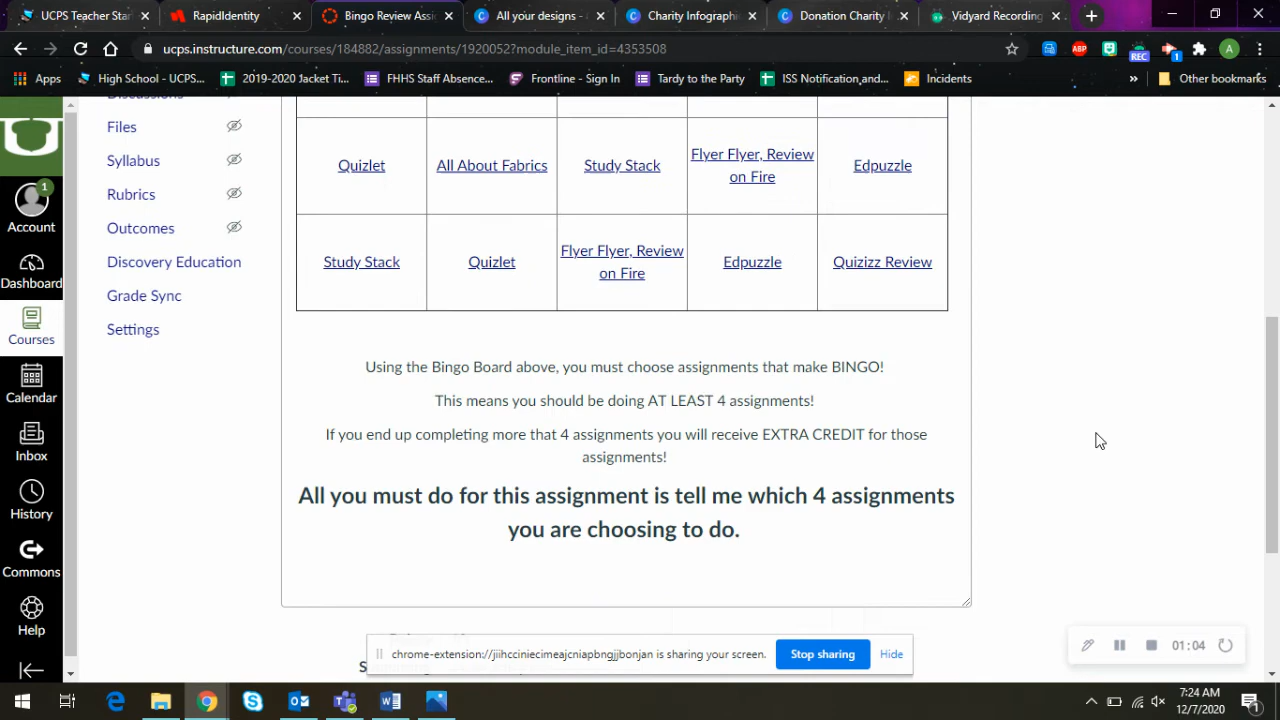 UCPS Teacher Star
RapidIdentity
Bingo Review Assi
All your designs -
Charity Infographi
Donation Charity I
Vidyard Recording
ucps.instructure.com/courses/184882/assignments/1920052?module_item_id=4353508
ABP
REC
1
A
Apps
High School - UCPS...
2019-2020 Jacket Ti...
FHHS Staff Absence...
Frontline - Sign In
Tardy to the Party
ISS Notification,and...
Incidents
»
Other bookmarks
1
Account
Dashboard
Courses
Calendar
Inbox
History
Commons
Help
Discussions
Files
Syllabus
Rubrics
Outcomes
Discovery Education
Grade Sync
Settings
Quizlet
All About Fabrics
Study Stack
Flyer Flyer, Review
on Fire
Edpuzzle
Study Stack
Quizlet
Flyer Flyer, Review
on Fire
Edpuzzle
Quizizz Review
Using the Bingo Board above, you must choose assignments that make BINGO!
This means you should be doing AT LEAST 4 assignments!
If you end up completing more that 4 assignments you will receive EXTRA CREDIT for those
assignments!
All you must do for this assignment is tell me which 4 assignments
you are choosing to do.
chrome-extension://jiihcciniecimeajcniapbngjjbonjan is sharing your screen.
Stop sharing
Hide
01:04
7:24 AM
12/7/2020
1